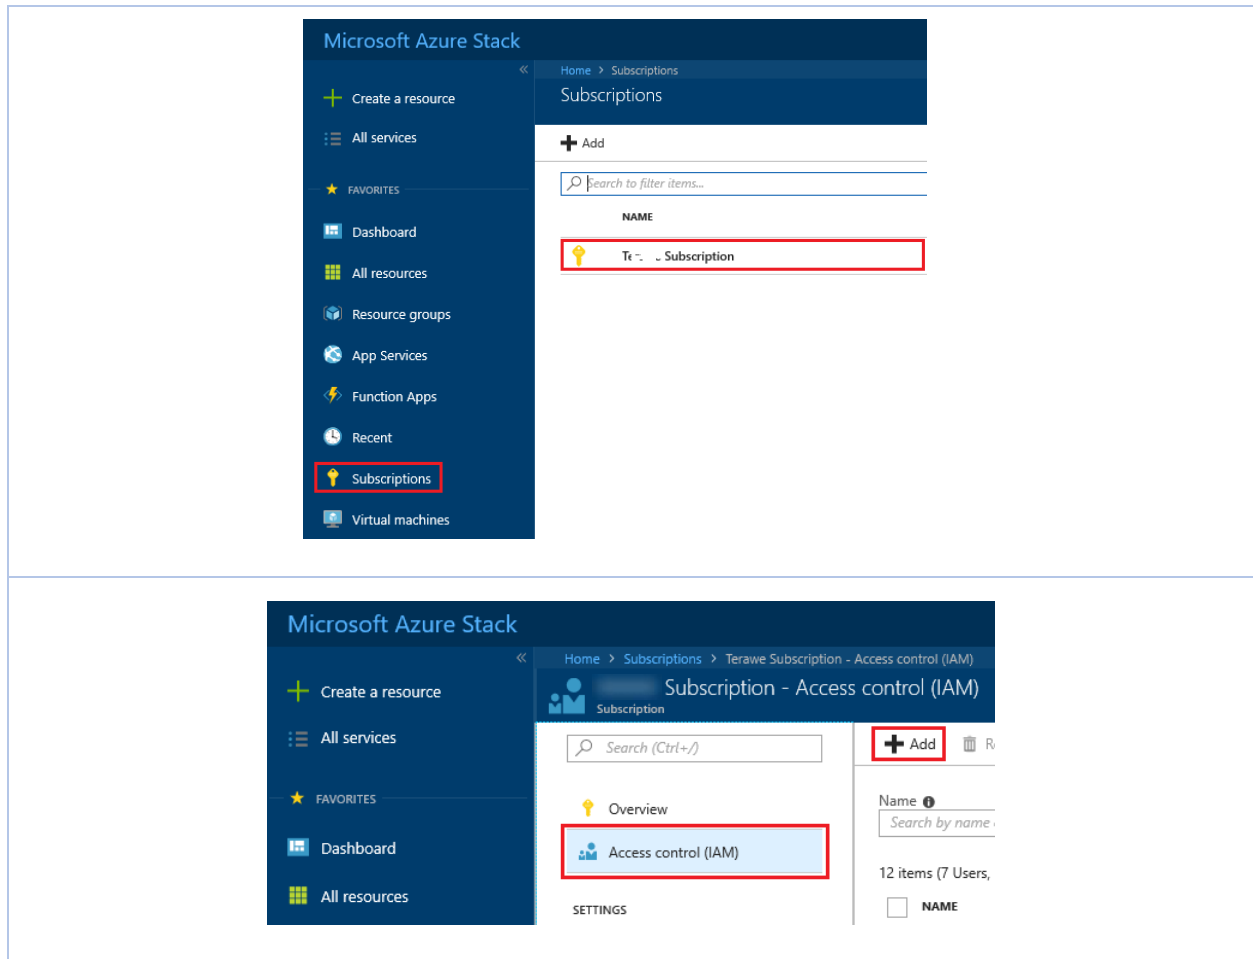 Microsoft Azure Stack
«
Home > Subscriptions
Create a resource
Subscriptions
All services
Add
FAVORITES
Search to filter items...
NAME
Dashboard
Subscription
All resources
Resource groups
App Services
Function Apps
Recent
Subscriptions
Virtual machines
Microsoft Azure Stack
«
Home > Subscriptions > Terawe Subscription - Access control (IAM)
Subscription - Access control (IAM)
Subscription
Create a resource
All services
Search (Ctrl+/)
Add
FAVORITES
Overview
Name
Search by name
Dashboard
Access control (IAM)
12 items (7 Users,
All resources
SETTINGS
NAME